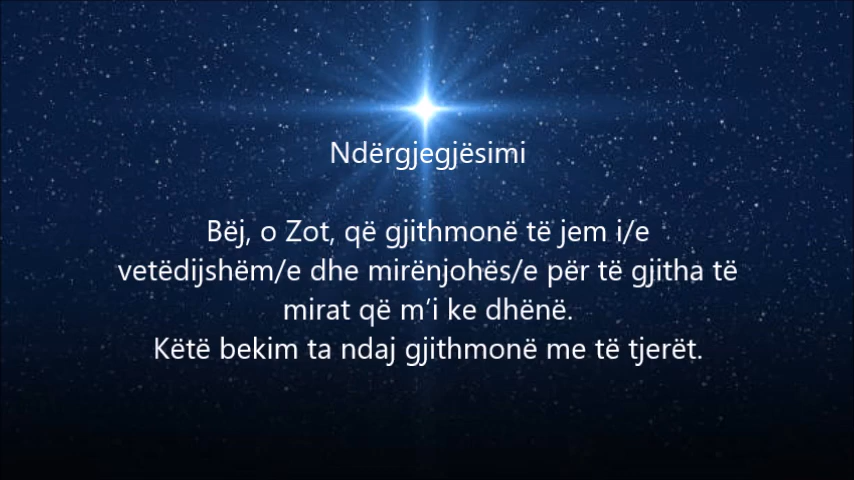 Ndërgjegjësimi
Bëj, o Zot, që gjithmonë të jem i/e
vetëdijshëm/e dhe mirënjohës/e për të gjitha të
mirat që m’i ke dhënë.
Këtë bekim ta ndaj gjithmonë me të tjerët.